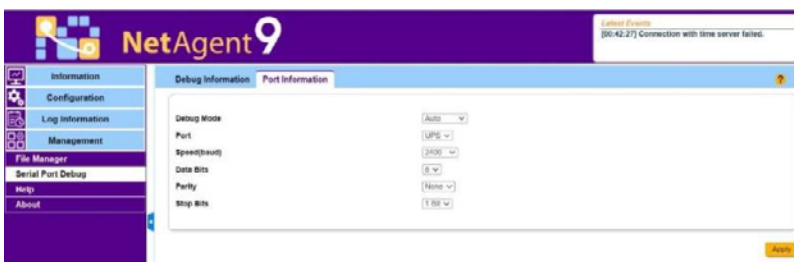 NetAgent 9
Latest Events
[00:42:27] Connection with time server failed.
Information
Configuration
Log Information
Management
File Manager
Serial Port Debug
Help
About
Debug Information Port Information
?
Debug Mode Auto
Port UPS
Speed(baud) 2400
Data Bits 8
Parity None
Stop Bits 1 Bit
Apply